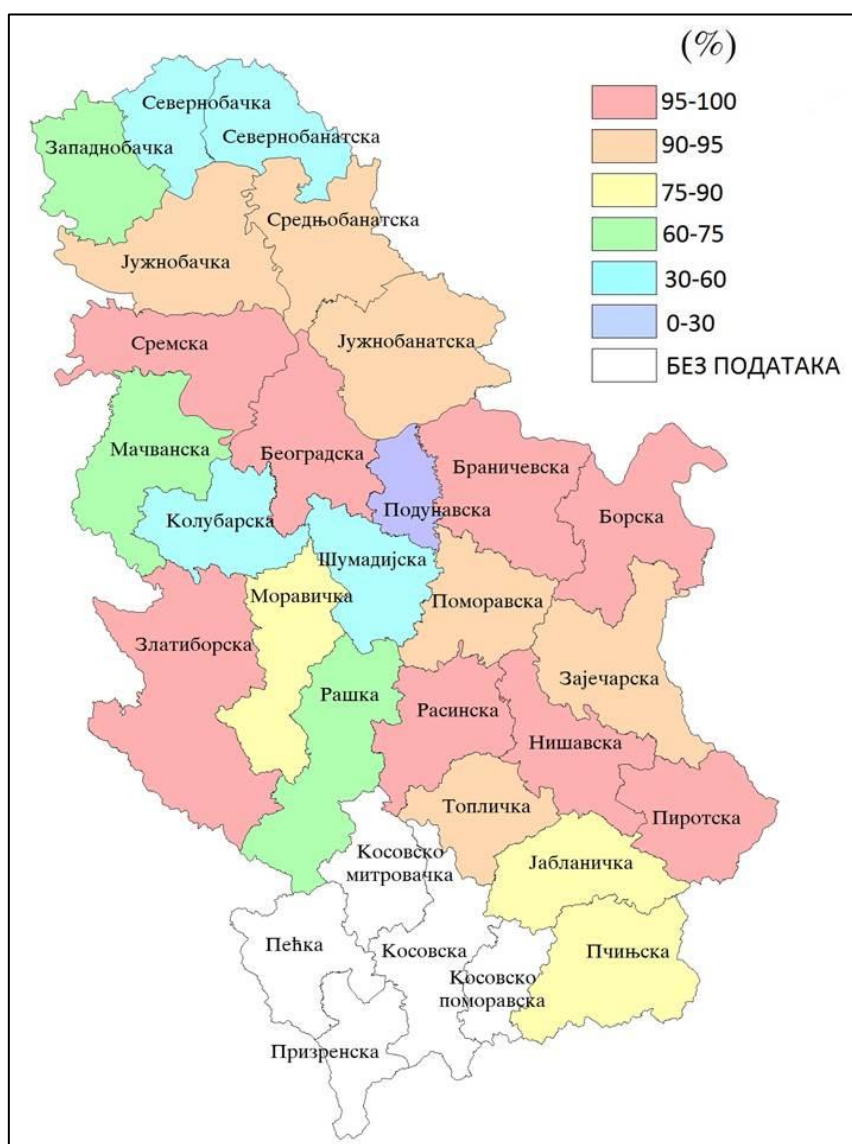 (%)
95-100
90-95
75-90
60-75
30-60
0-30
БЕЗ ПОДАТАКА
Севернобачка
Севернобанатска
Западнобачка
Средњобанатска
Јужнобачка
Сремска
Јужнобанатска
Мачванска
Београдска
Браничевска
Подунавска
Борска
Колубарска
Шумадијска
Моравичка
Поморавска
Златиборска
Зајечарска
Рашка
Расинска
Нишавска
Топличка
Пиротска
Косовско
митровачка
Јабланичка
Пећка
Косовска
Пчињска
Косовско
поморавска
Призренска